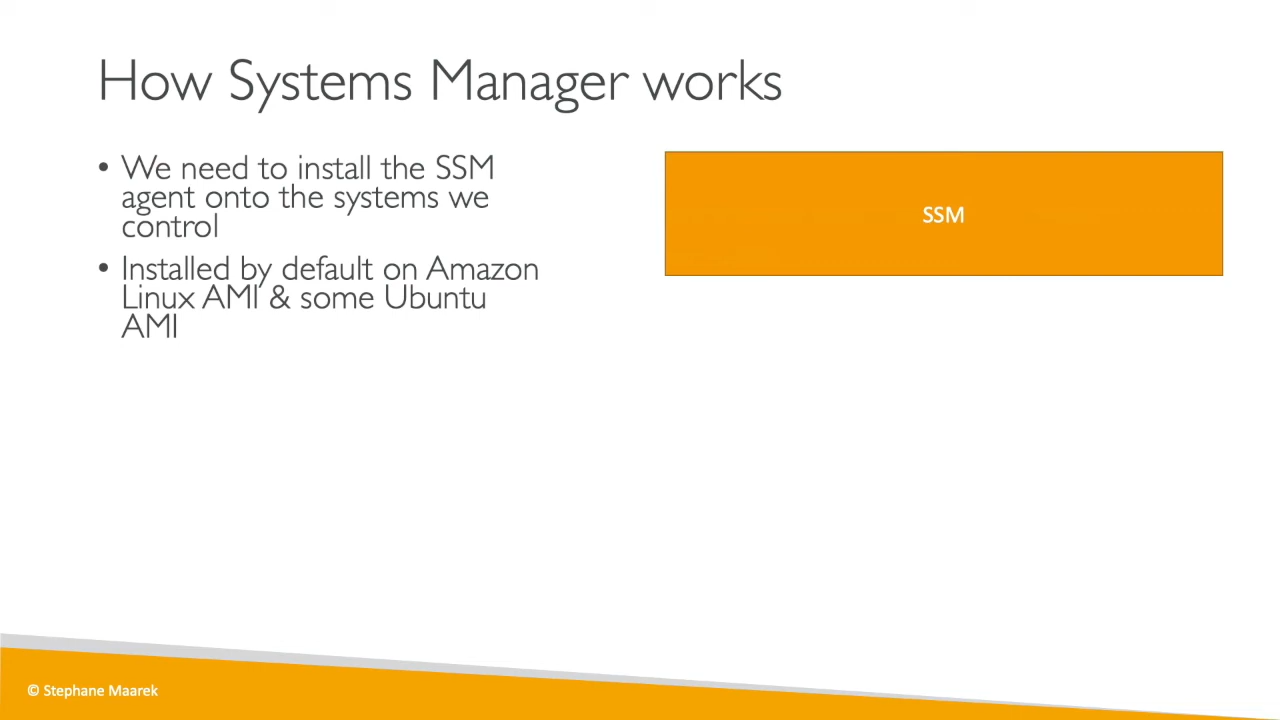 How Systems Manager works
• We need to install the SSM
agent onto the systems we
control
• Installed by default on Amazon
Linux AMI & some Ubuntu
AMI
SSM
© Stephane Maarek